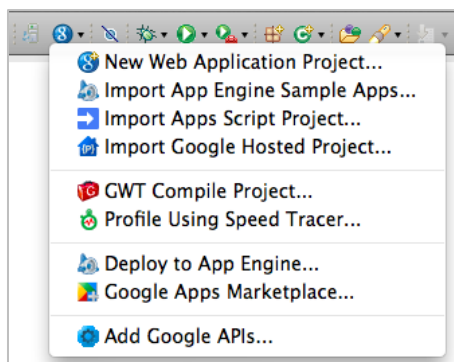 New Web Application Project...
Import App Engine Sample Apps...
Import Apps Script Project...
Import Google Hosted Project...
GWT Compile Project...
Profile Using Speed Tracer...
Deploy to App Engine...
Google Apps Marketplace...
Add Google APIs...